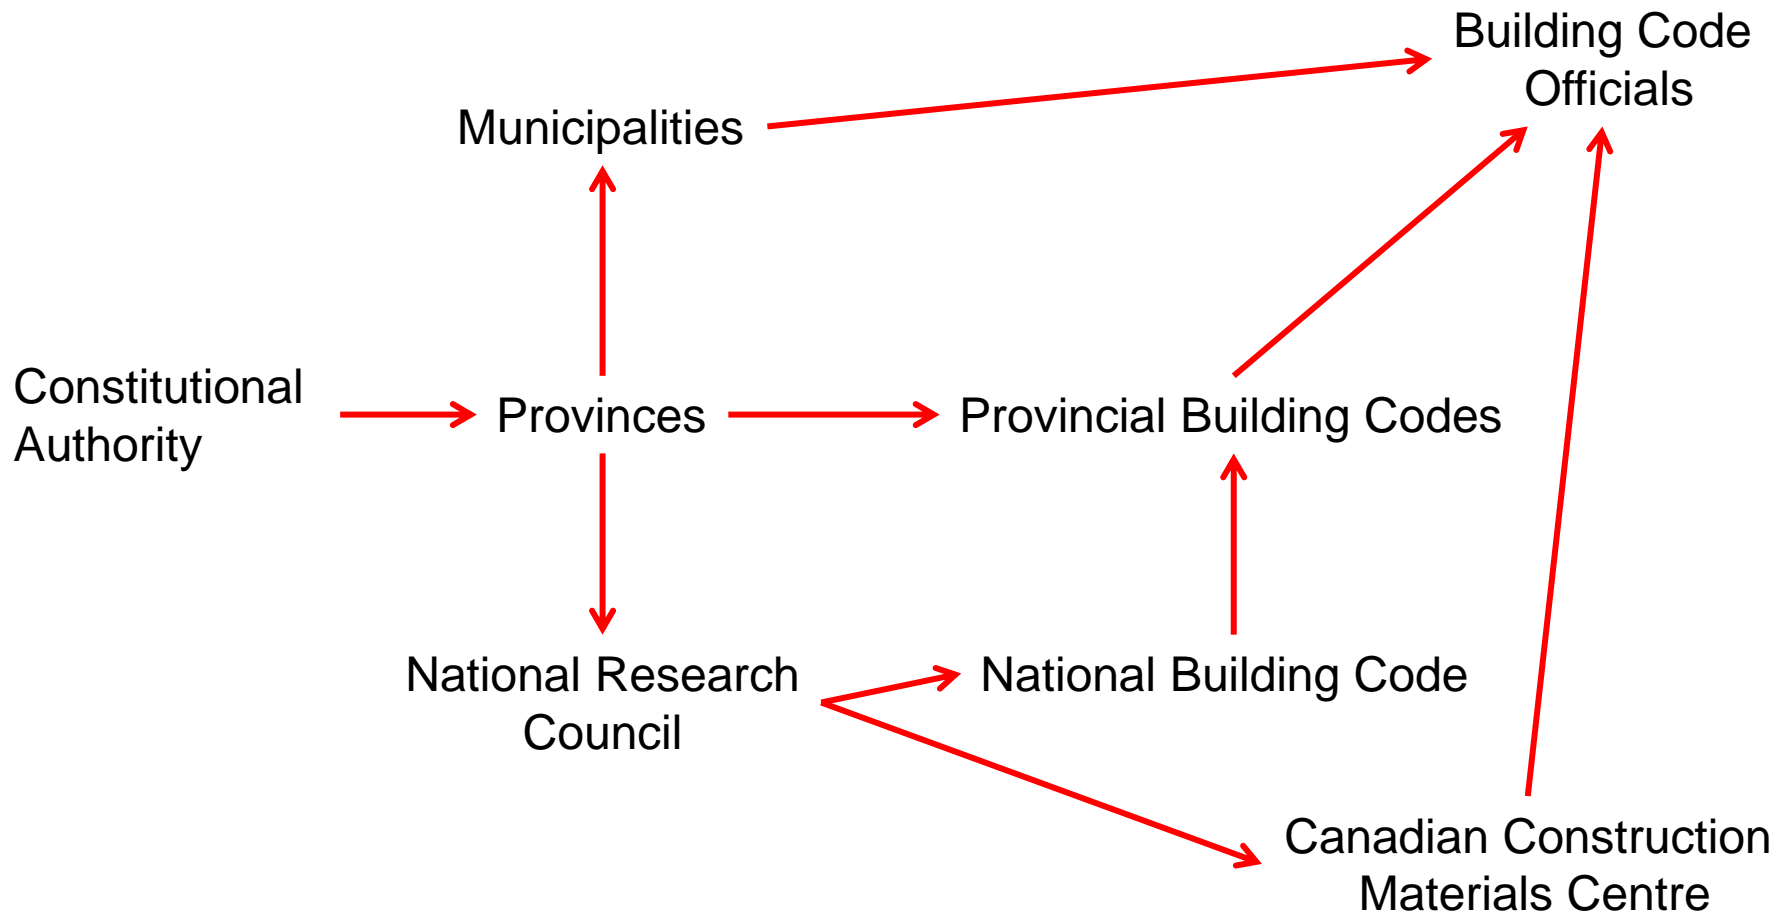 Building Code
Officials
Municipalities
Constitutional
Authority
Provinces
Provincial Building Codes
National Research
Council
National Building Code
Canadian Construction
Materials Centre